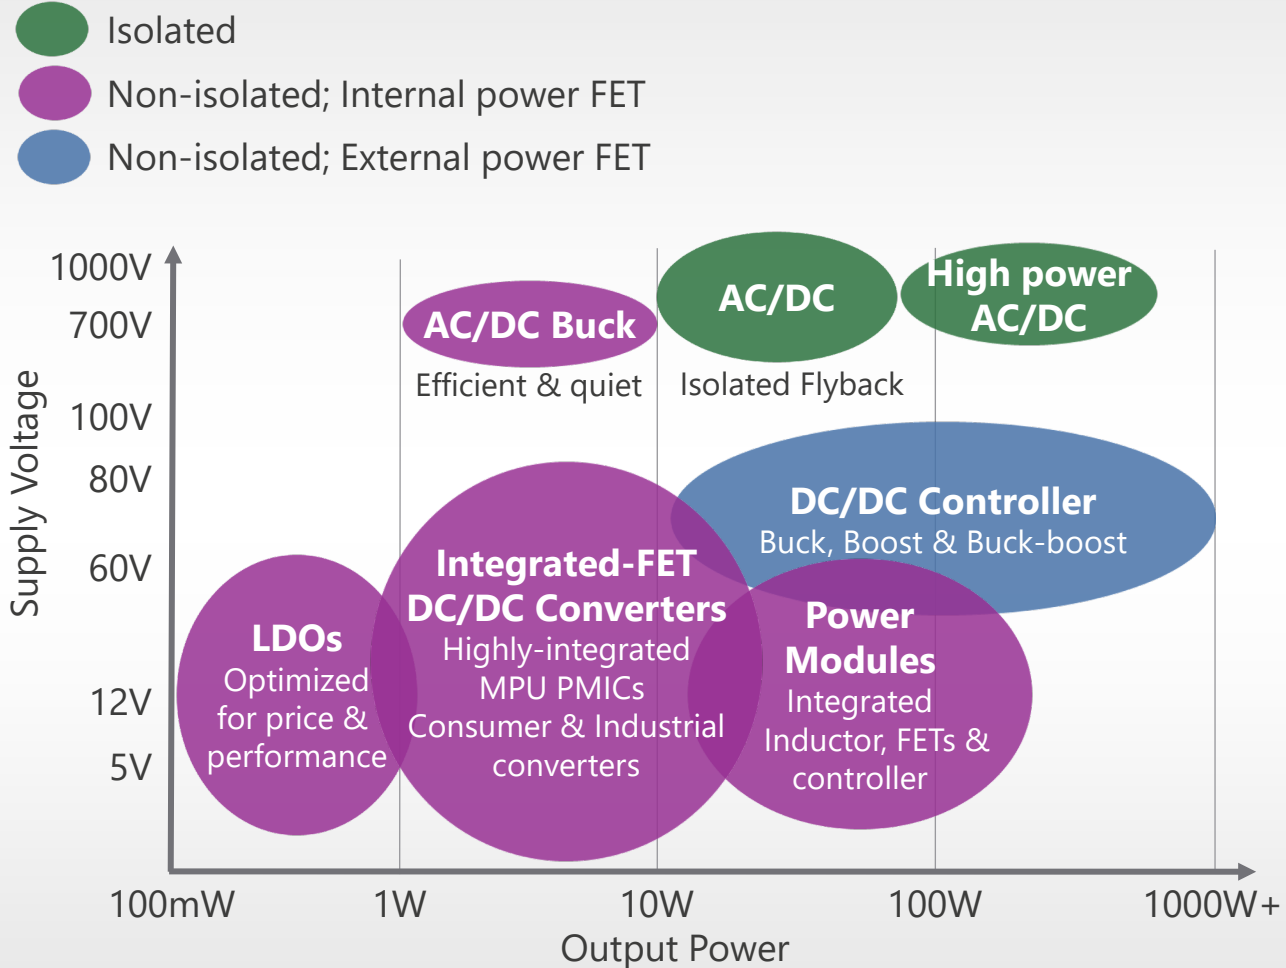 Isolated
Non-isolated; Internal power FET
Non-isolated; External power FET
1000V
700V
100V
80V
60V
12V
5V
Supply Voltage
AC/DC Buck
Efficient & quiet
AC/DC
Isolated Flyback
High power
AC/DC
DC/DC Controller
Buck, Boost & Buck-boost
LDOs
Optimized
for price &
performance
Integrated-FET
DC/DC Converters
Highly-integrated
MPU PMICs
Consumer & Industrial
converters
Power
Modules
Integrated
Inductor, FETs &
controller
100mW
1W
10W
100W
1000W+
Output Power